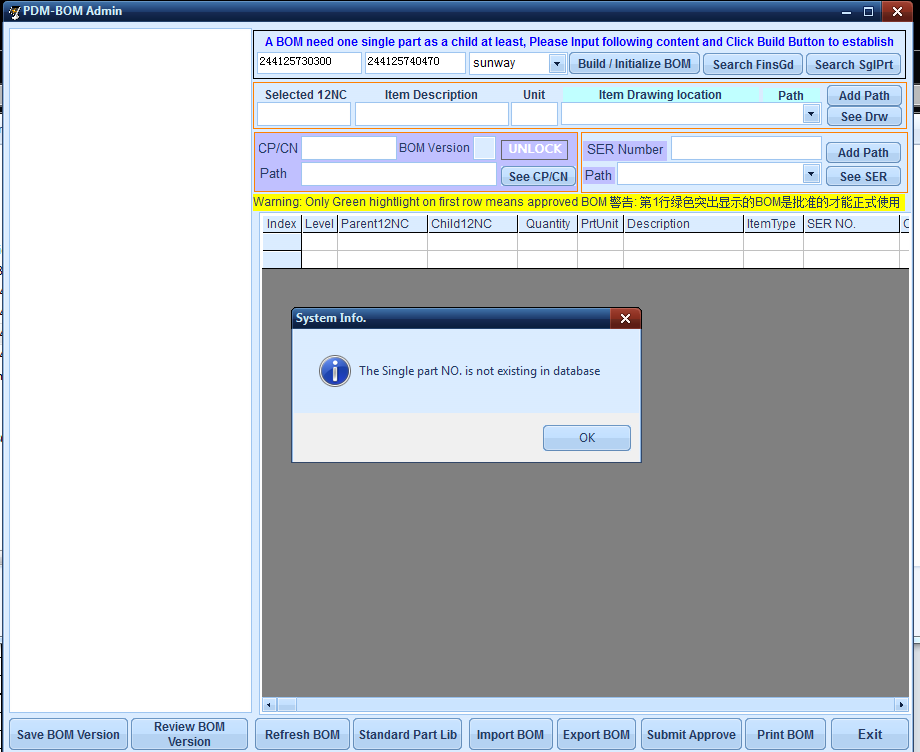 PDM-BOM Admin
A BOM need one single part as a child at least, Please Input following content and Click Build Button to establish
244125730300 244125740470 sunway Build / Initialize BOM Search FinsGd Search SglPrt
Selected 12NC Item Description Unit Item Drawing location Path Add Path
See Drw
CP/CN BOM Version UNLOCK SER Number Add Path
Path See CP/CN Path See SER
Warning: Only Green hightlight on first row means approved BOM 警告: 第1行绿色突出显示的BOM是批准的才能正式使用
Index Level Parent12NC Child12NC Quantity PrtUnit Description ItemType SER NO. C
System Info.
The Single part NO. is not existing in database
OK
Save BOM Version Review BOM Version Refresh BOM Standard Part Lib Import BOM Export BOM Submit Approve Print BOM Exit